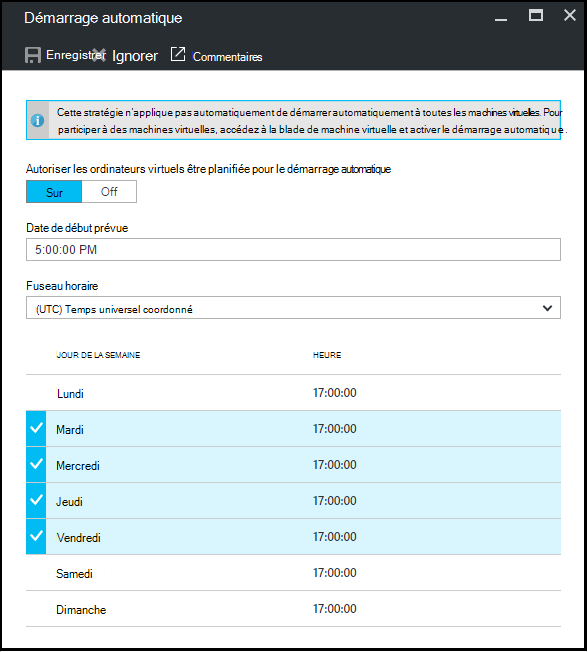 Démarrage automatique
Enregistrer Ignorer Commentaires
Cette stratégie n'applique pas automatiquement de démarrer automatiquement à toutes les machines virtuelles. Pour
participer à des machines virtuelles, accédez à la blade de machine virtuelle et activer le démarrage automatique.
Autoriser les ordinateurs virtuels être planifiée pour le démarrage automatique
Sur Off
Date de début prévue
5:00:00 PM
Fuseau horaire
(UTC) Temps universel coordonné
JOUR DE LA SEMAINE HEURE
Lundi 17:00:00
Mardi 17:00:00
Mercredi 17:00:00
Jeudi 17:00:00
Vendredi 17:00:00
Samedi 17:00:00
Dimanche 17:00:00